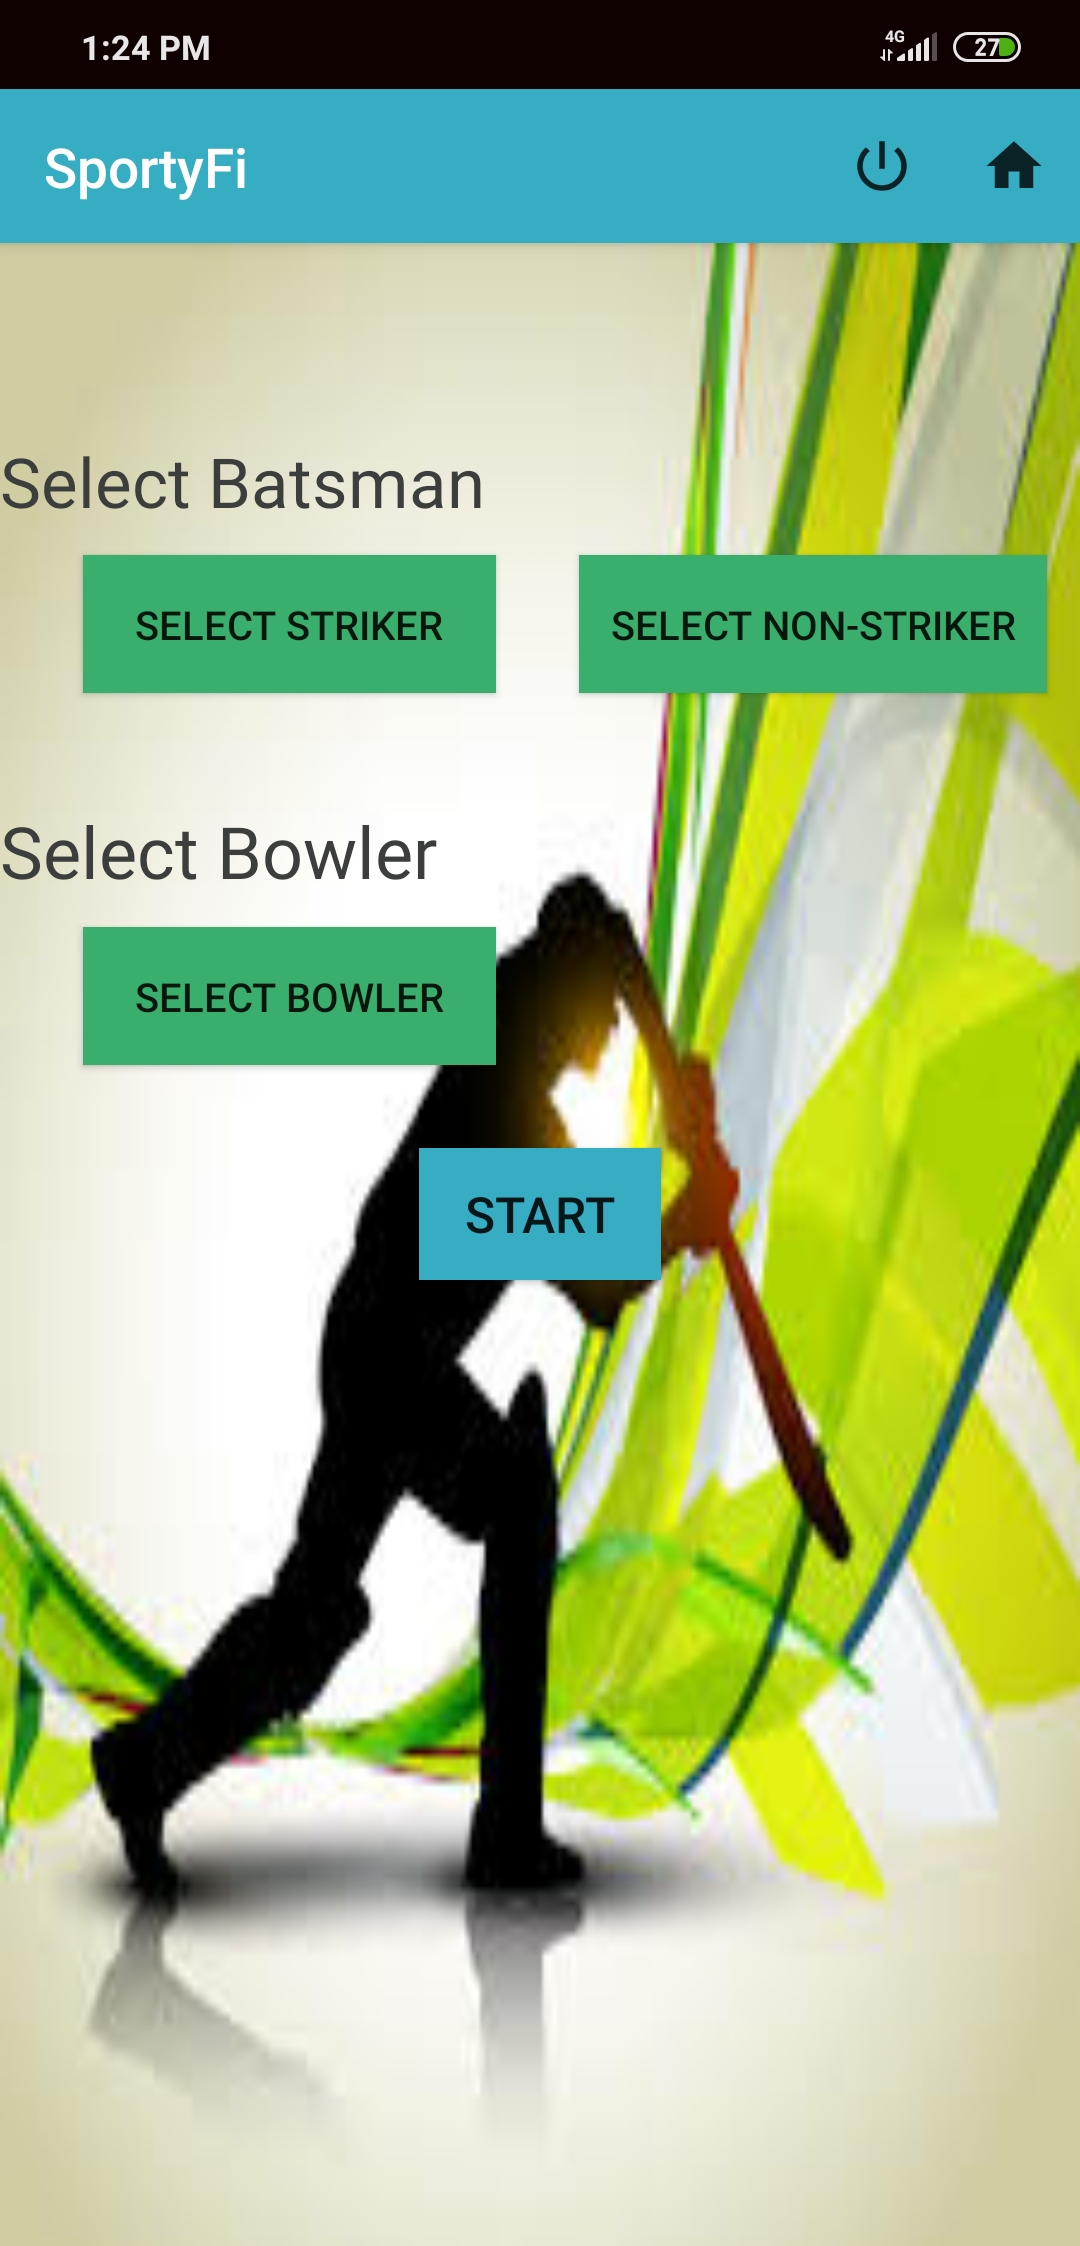 1:24 PM 4G 27
SportyFi
Select Batsman
SELECT STRIKER SELECT NON-STRIKER
Select Bowler
SELECT BOWLER
START